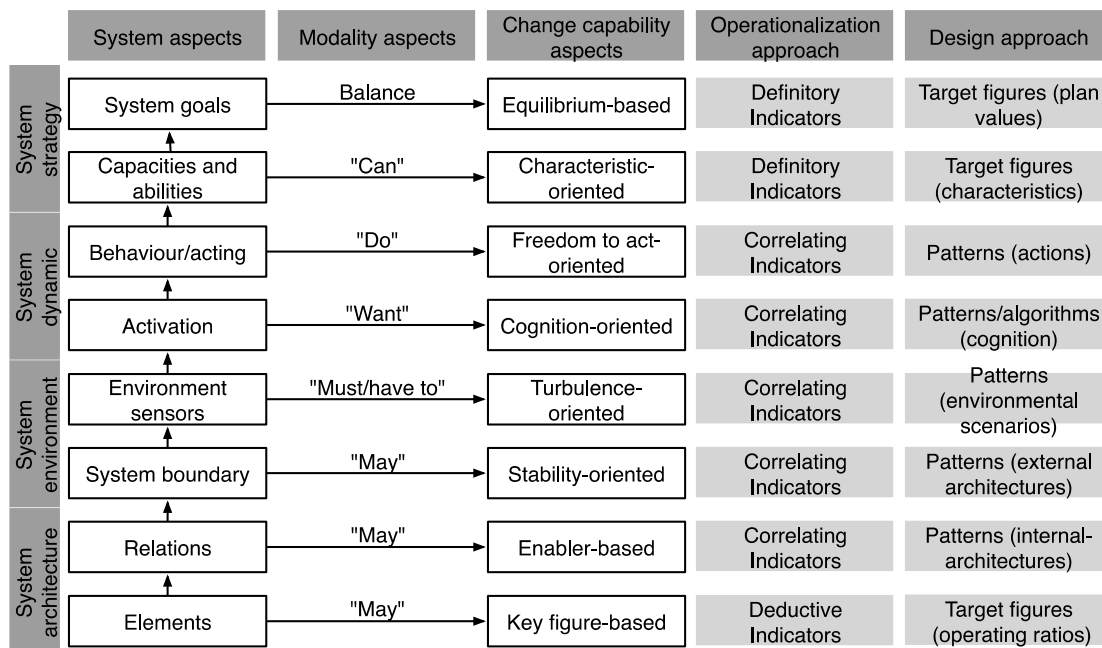 System aspects
Modality aspects
Change capability
aspects
Operationalization
approach
Design approach
System
strategy
System goals
Balance
Equilibrium-based
Definitory
Indicators
Target figures (plan
values)
Capacities and
abilities
"Can"
Characteristic-
oriented
Definitory
Indicators
Target figures
(characteristics)
System
dynamic
Behaviour/acting
"Do"
Freedom to act-
oriented
Correlating
Indicators
Patterns (actions)
Activation
"Want"
Cognition-oriented
Correlating
Indicators
Patterns/algorithms
(cognition)
System
environment
Environment
sensors
"Must/have to"
Turbulence-
oriented
Correlating
Indicators
Patterns
(environmental
scenarios)
System boundary
"May"
Stability-oriented
Correlating
Indicators
Patterns (external
architectures)
System
architecture
Relations
"May"
Enabler-based
Correlating
Indicators
Patterns (internal-
architectures)
Elements
"May"
Key figure-based
Deductive
Indicators
Target figures
(operating ratios)